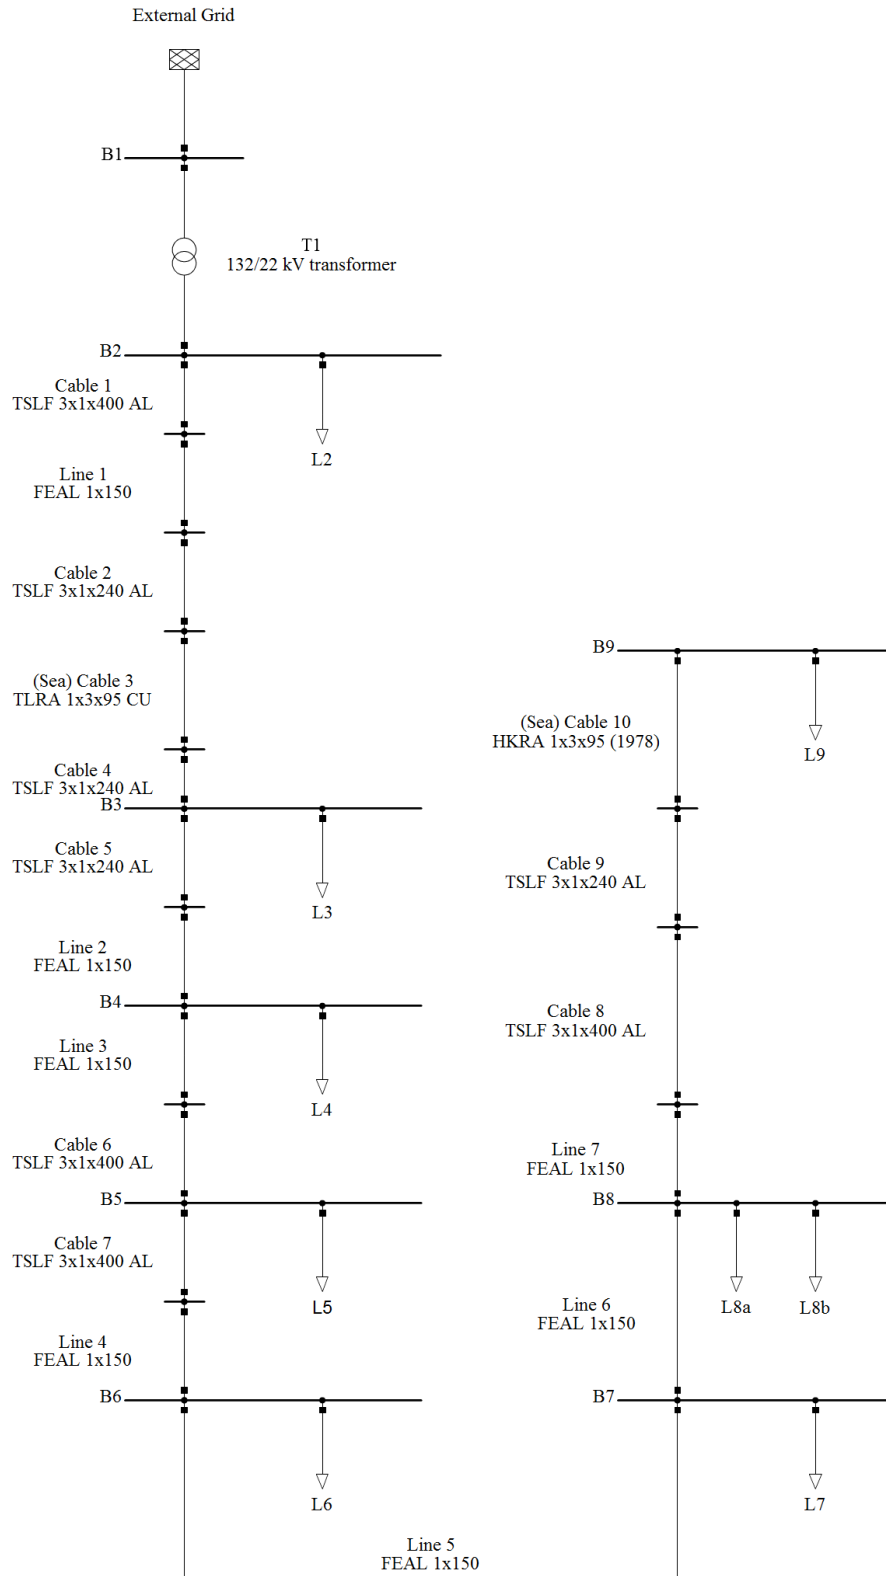 External Grid
B1
T1
132/22 kV transformer
B2
Cable 1
TSLF 3x1x400 AL
L2
Line 1
FEAL 1x150
Cable 2
TSLF 3x1x240 AL
(Sea) Cable 3
TLRA 1x3x95 CU
Cable 4
TSLF 3x1x240 AL
B3
Cable 5
TSLF 3x1x240 AL
L3
Line 2
FEAL 1x150
B4
Line 3
FEAL 1x150
L4
Cable 6
TSLF 3x1x400 AL
B5
Cable 7
TSLF 3x1x400 AL
L5
Line 4
FEAL 1x150
B6
L6
Line 5
FEAL 1x150
B9
(Sea) Cable 10
HKRA 1x3x95 (1978)
L9
Cable 9
TSLF 3x1x240 AL
Cable 8
TSLF 3x1x400 AL
Line 7
FEAL 1x150
B8
L8a
L8b
Line 6
FEAL 1x150
B7
L7